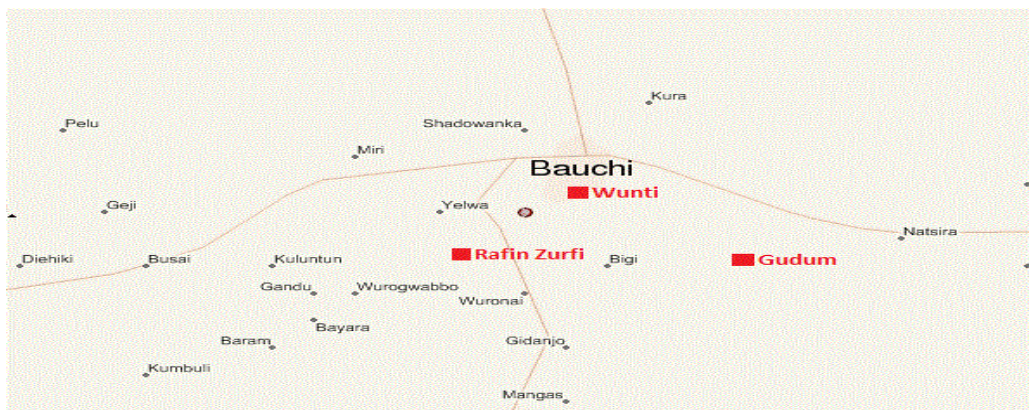 Kura
Pelu
Shadowanka
Miri
Bauchi
Wunti
Geji
Yelwa
Natsira
Rafin Zurfi
Diehiki
Busai
Kuluntun
Bigi
Gudum
Gandu
Wurogwabbo
Wuronai
Bayara
Baram
Gidanjo
Kumbuli
Mangas